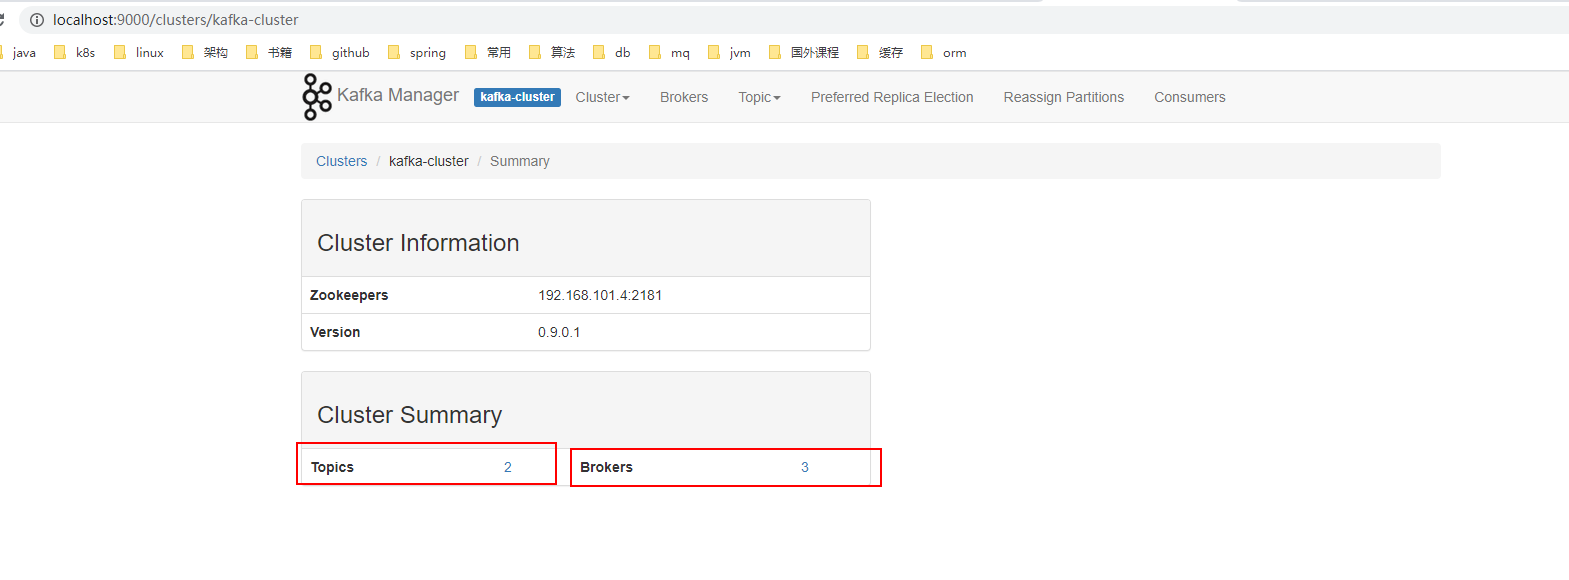 localhost:9000/clusters/kafka-cluster
java k8s linux 架构 书籍 github spring 常用 算法 db mq jvm 国外课程 缓存 orm
Kafka Manager kafka-cluster Cluster Brokers Topic Preferred Replica Election Reassign Partitions Consumers
Clusters / kafka-cluster / Summary
Cluster Information
Zookeepers 192.168.101.4:2181
Version 0.9.0.1
Cluster Summary
Topics 2 Brokers 3